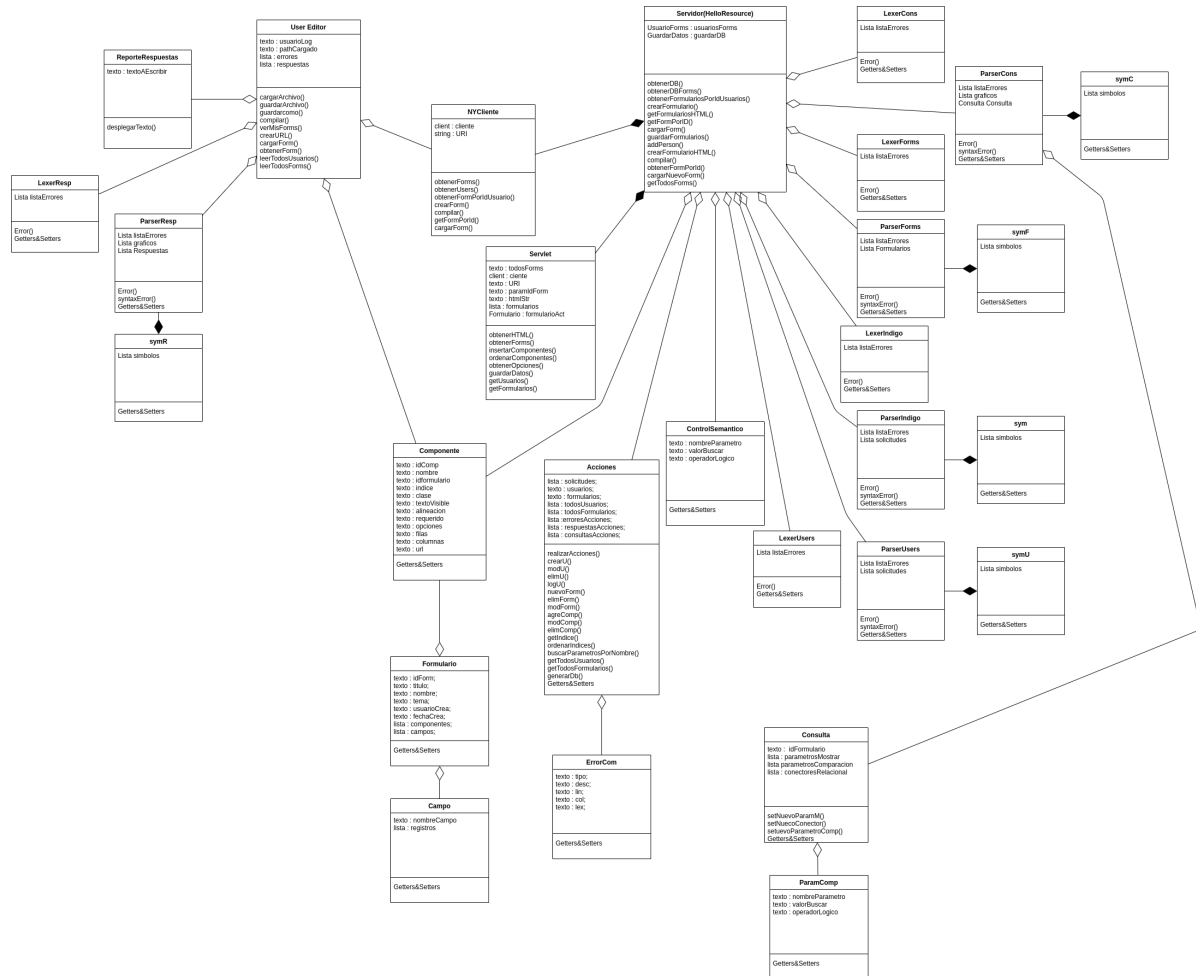 User Editor
texto : usuarioLog
texto : pathCargado
lista : errores
lista : respuestas
cargarArchivo()
guardarArchivo()
guardarcomo()
compilar()
verMisForms()
crearURL()
cargarForm()
obtenerForm()
leerTodosUsuarios()
leerTodosForms()
ReporteRespuestas
texto : textoAEscribir
desplegarTexto()
LexerResp
Lista listaErrores
Error()
Getters&Setters
ParserResp
Lista listaErrores
Lista graficos
Lista Respuestas
Error()
syntaxError()
Getters&Setters
symR
Lista simbolos
Getters&Setters
NYCliente
client : cliente
string : URI
obtenerForms()
obtenerUsers()
obtenerFormPorIdUsuario()
crearForm()
compilar()
getFormPorId()
cargarForm()
Servidor(HelloResource)
UsuarioForms : usuariosForms
GuardarDatos : guardarDB
obtenerDB()
obtenerDBForms()
obtenerFormulariosPorIdUsuarios()
crearFormulario()
getFormulariosHTML()
getFormPorID()
cargarForm()
guardarFormularios()
addPerson()
crearFormularioHTML()
compilar()
obtenerFormPorId()
cargarNuevoForm()
getTodosForms()
Servlet
texto : todosForms
client : ciente
texto : URI
texto : paramIdForm
texto : htmlStr
lista : formularios
Formulario : formularioAct
obtenerHTML()
obtenerForms()
insertarComponentes()
ordenarComponentes()
obtenerOpciones()
guardarDatos()
getUsuarios()
getFormularios()
LexerCons
Lista listaErrores
Error()
Getters&Setters
ParserCons
Lista listaErrores
Lista graficos
Consulta Consulta
Error()
syntaxError()
Getters&Setters
symC
Lista simbolos
Getters&Setters
LexerForms
Lista listaErrores
Error()
Getters&Setters
ParserForms
Lista listaErrores
Lista Formularios
Error()
syntaxError()
Getters&Setters
symF
Lista simbolos
Getters&Setters
LexerIndigo
Lista listaErrores
Error()
Getters&Setters
ParserIndigo
Lista listaErrores
Lista solicitudes
Error()
syntaxError()
Getters&Setters
sym
Lista simbolos
Getters&Setters
Componente
texto : idComp
texto : nombre
texto : idformulario
texto : indice
texto : clase
texto : textoVisible
texto : alineacion
texto : requerido
texto : opciones
texto : filas
texto : columnas
texto : url
Getters&Setters
Acciones
lista : solicitudes;
texto : usuarios;
texto : formularios;
lista : todosUsuarios;
lista : todosFormularios;
lista :erroresAcciones;
lista : respuestasAcciones;
lista : consultasAcciones;
realizarAcciones()
crearU()
modU()
elimU()
logU()
nuevoForm()
elimForm()
modForm()
agreComp()
modComp()
elimComp()
getIndice()
ordenarIndices()
buscarParametrosPorNombre()
getTodosUsuarios()
getTodosFormularios()
generarDb()
Getters&Setters
ControlSemantico
texto : nombreParametro
texto : valorBuscar
texto : operadorLogico
Getters&Setters
LexerUsers
Lista listaErrores
Error()
Getters&Setters
ParserUsers
Lista listaErrores
Lista solicitudes
Error()
syntaxError()
Getters&Setters
symU
Lista simbolos
Getters&Setters
Formulario
texto : idForm;
texto : titulo;
texto : nombre;
texto : tema;
texto : usuarioCrea;
texto : fechaCrea;
lista : componentes;
lista : campos;
Getters&Setters
Campo
texto : nombreCampo
lista : registros
Getters&Setters
ErrorCom
texto : tipo;
texto : desc;
texto : lin;
texto : col;
texto : lex;
Getters&Setters
Consulta
texto :  idFormulario
lista : parametrosMostrar
lista parametrosComparacion
lista : conectoresRelacional
setNuevoParamM()
setNuecoConector()
setuevoParametroComp()
Getters&Setters
ParamComp
texto : nombreParametro
texto : valorBuscar
texto : operadorLogico
Getters&Setters